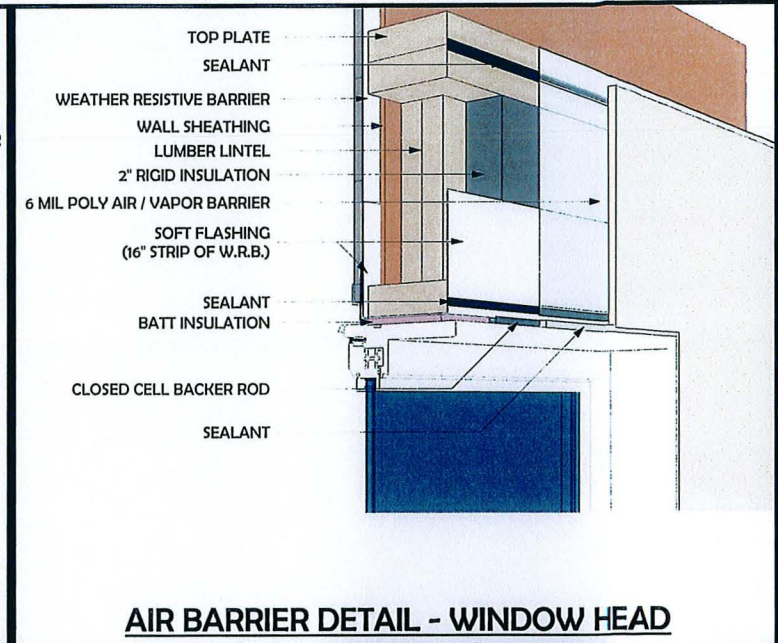 TOP PLATE
SEALANT
WEATHER RESISTIVE BARRIER
WALL SHEATHING
LUMBER LINTEL
2" RIGID INSULATION
6 MIL POLY AIR / VAPOR BARRIER
SOFT FLASHING
(16" STRIP OF W.R.B.)
SEALANT
BATT INSULATION
CLOSED CELL BACKER ROD
SEALANT
AIR BARRIER DETAIL - WINDOW HEAD